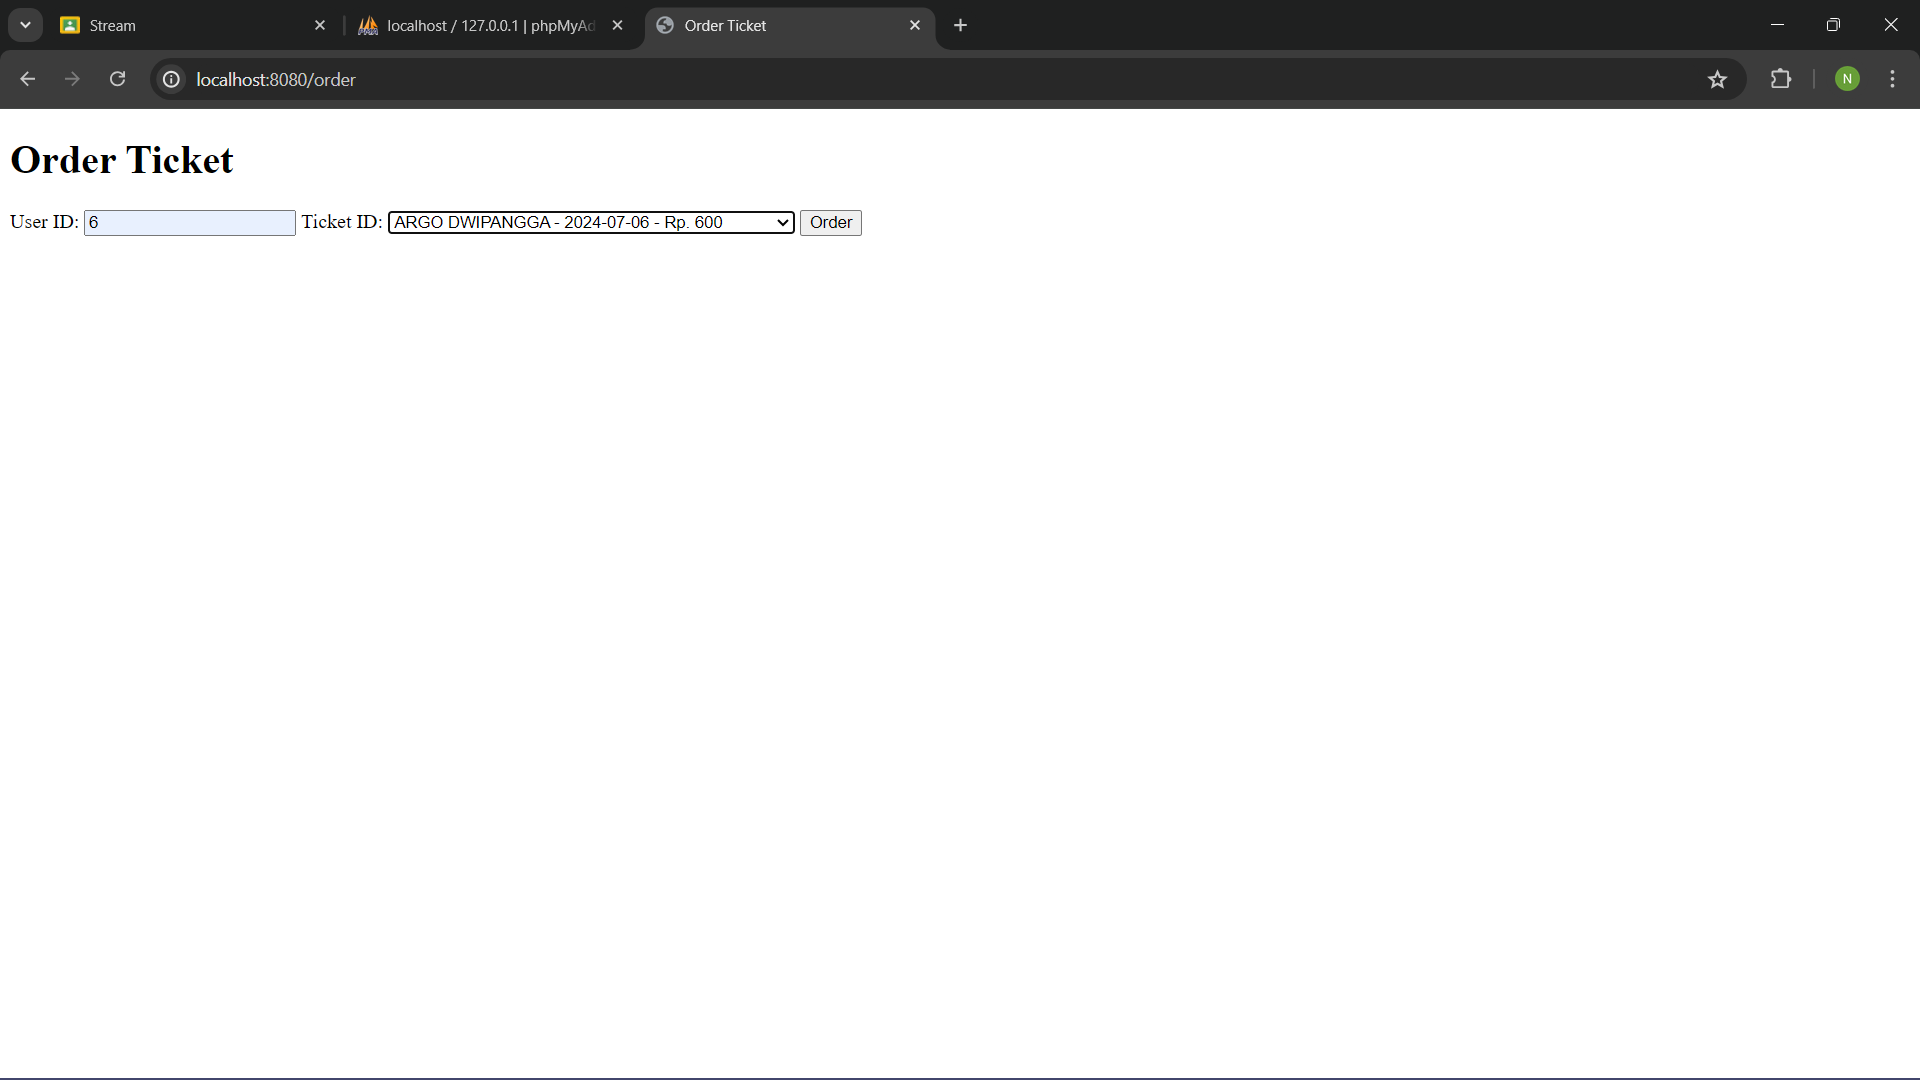 Stream
localhost / 127.0.0.1 | phpMyAd
Order Ticket
localhost:8080/order
N
Order Ticket
User ID: 6 Ticket ID: ARGO DWIPANGGA - 2024-07-06 - Rp. 600 Order